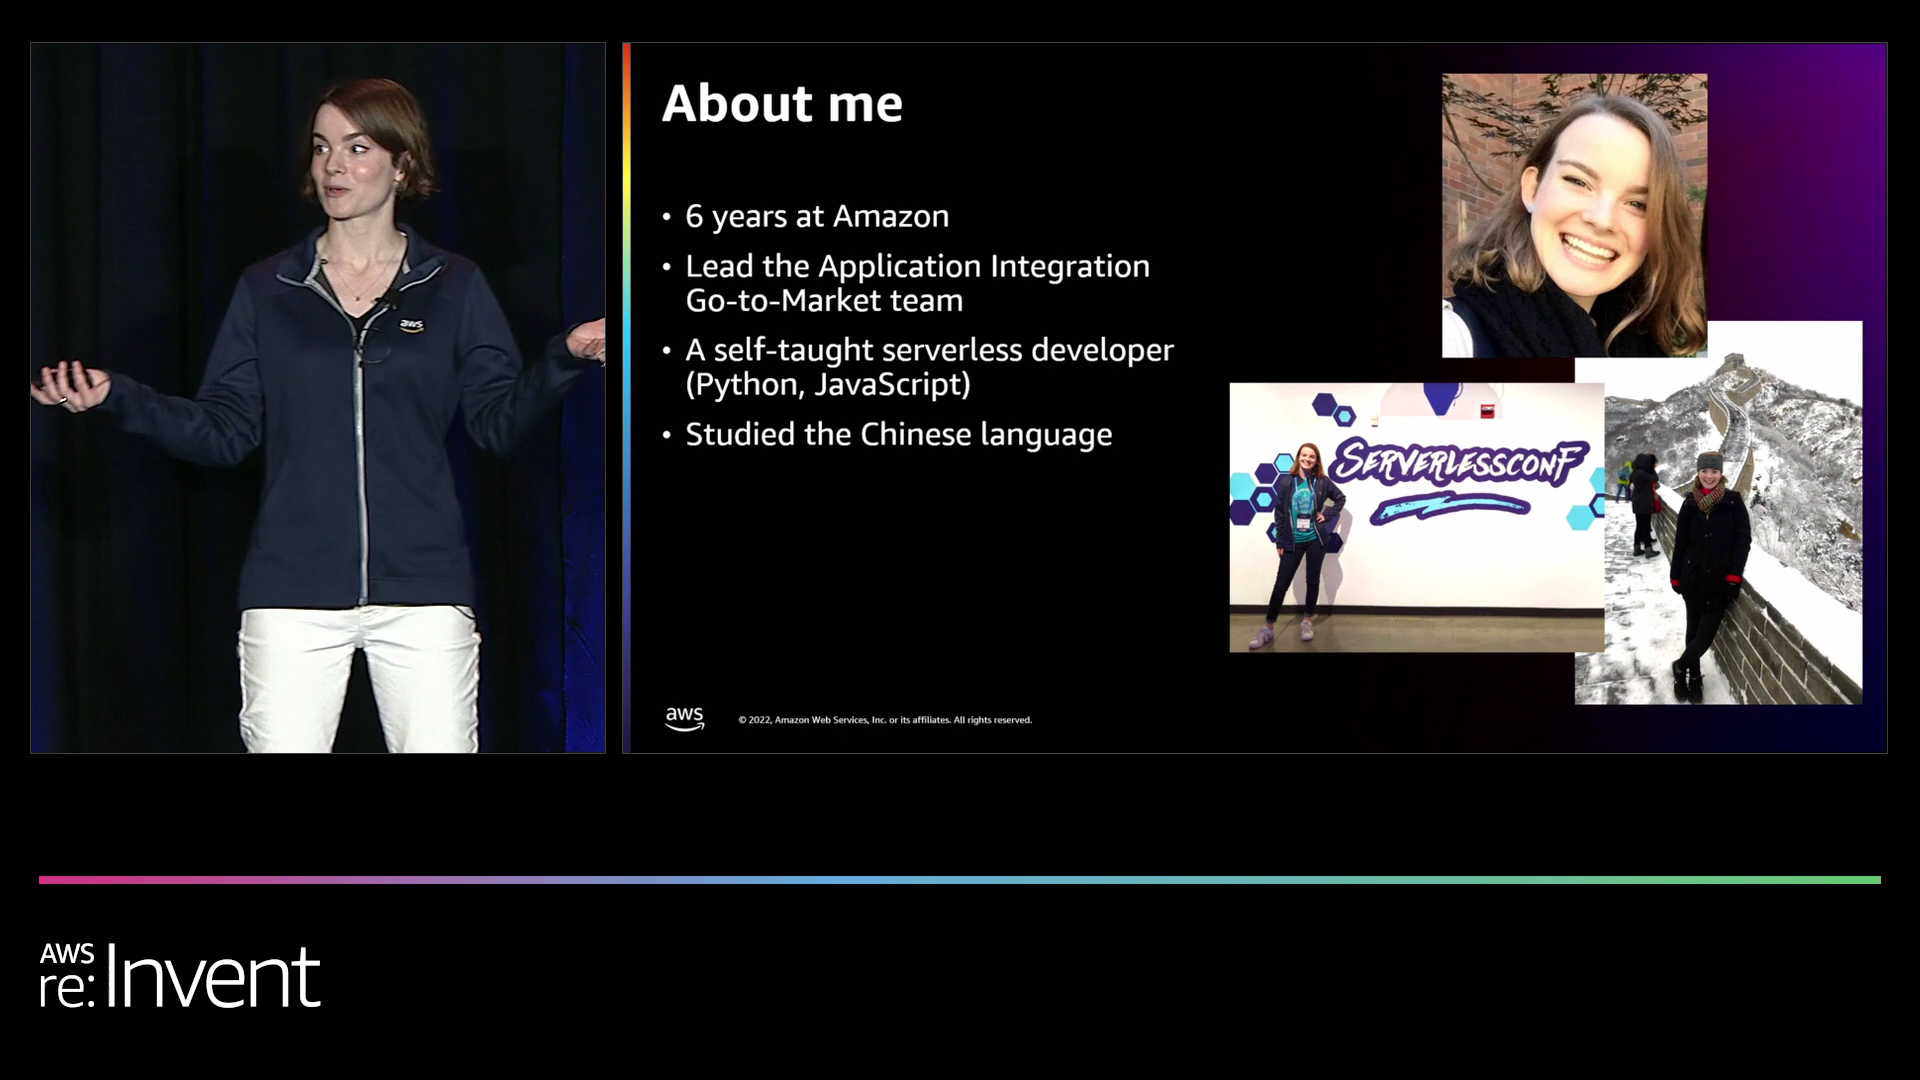 aws
About me
• 6 years at Amazon
• Lead the Application Integration
Go-to-Market team
• A self-taught serverless developer
(Python, JavaScript)
• Studied the Chinese language
SERVERLESSCONF
aws
© 2022, Amazon Web Services, Inc. or its affiliates. All rights reserved.
AWS
re:Invent